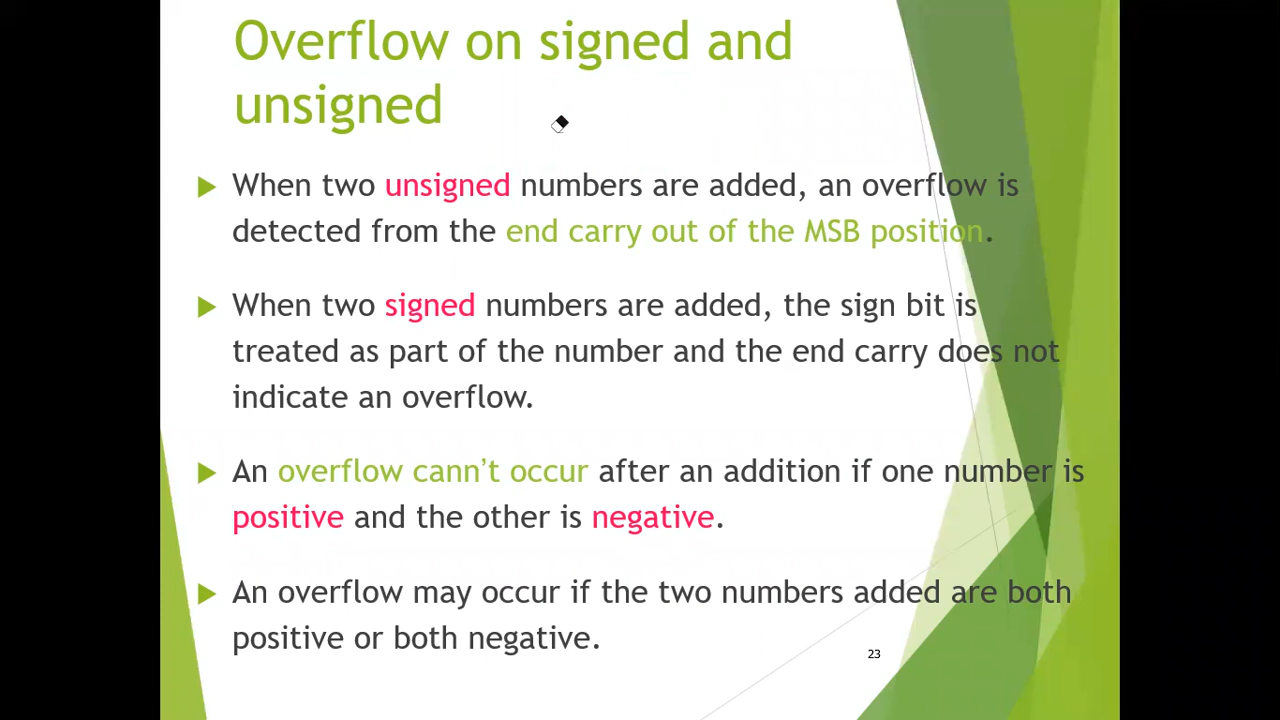 Overflow on signed and
unsigned
When two unsigned numbers are added, an overflow is
detected from the end carry out of the MSB position.
When two signed numbers are added, the sign bit is
treated as part of the number and the end carry does not
indicate an overflow.
An overflow cann’t occur after an addition if one number is
positive and the other is negative.
An overflow may occur if the two numbers added are both
positive or both negative.
23